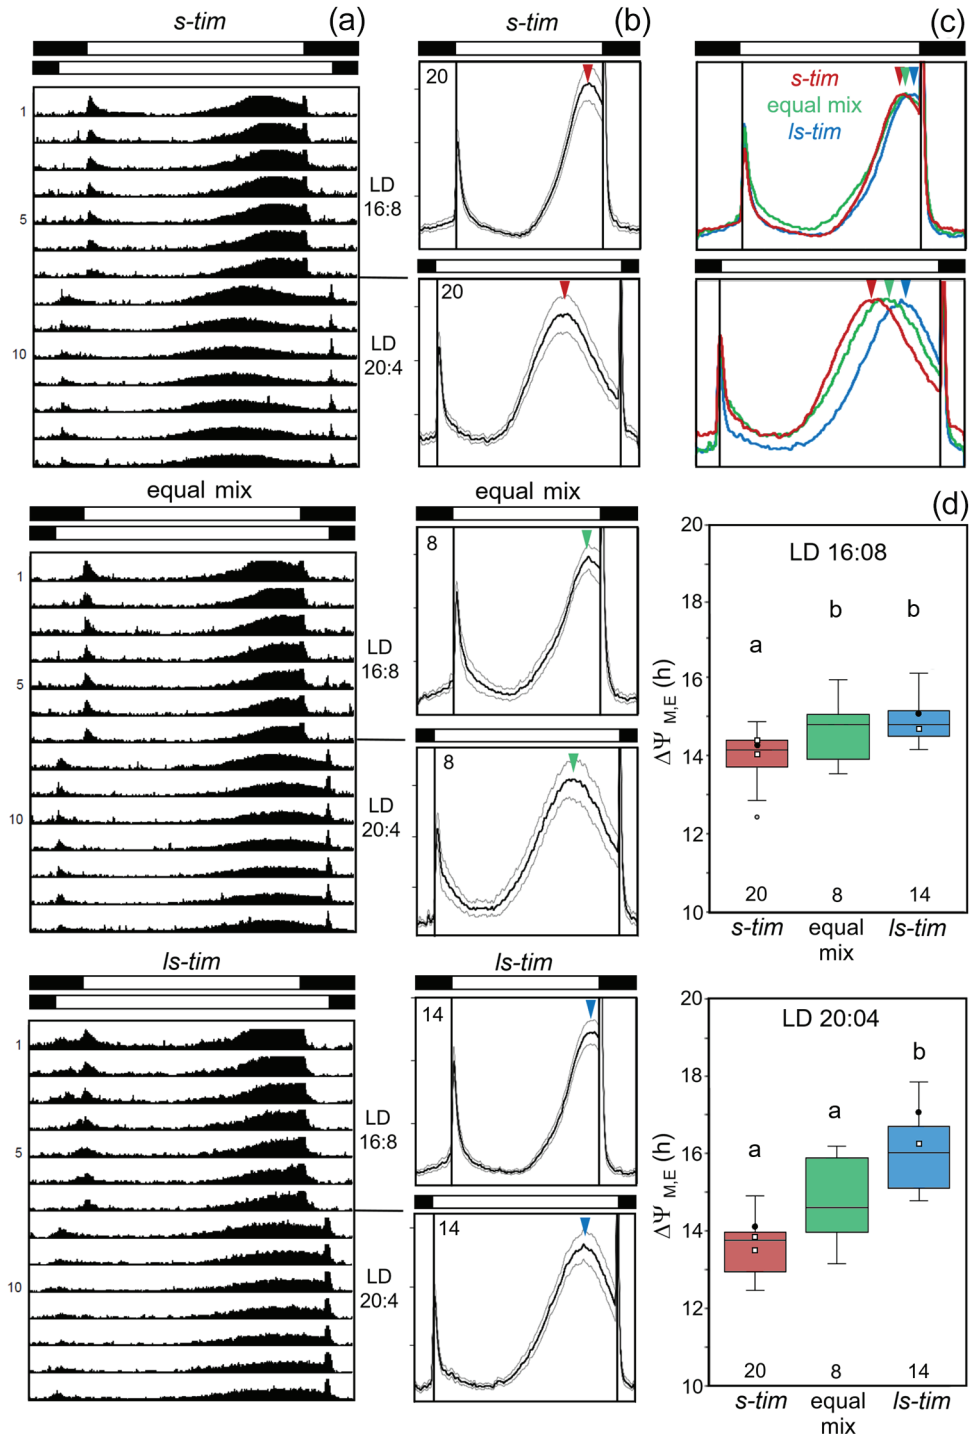 (a)
s-tim
1
5
10
LD
16:8
LD
20:4
equal mix
1
5
10
LD
16:8
LD
20:4
ls-tim
1
5
10
LD
16:8
LD
20:4
(b)
s-tim
20
20
equal mix
8
8
ls-tim
14
14
(c)
s-tim
equal mix
ls-tim
(d)
LD 16:08
ΔΨ M,E (h)
20
18
16
14
12
10
a
b
b
20
8
14
s-tim
equal
mix
ls-tim
LD 20:04
ΔΨ M,E (h)
20
18
16
14
12
10
a
a
b
20
8
14
s-tim
equal
mix
ls-tim